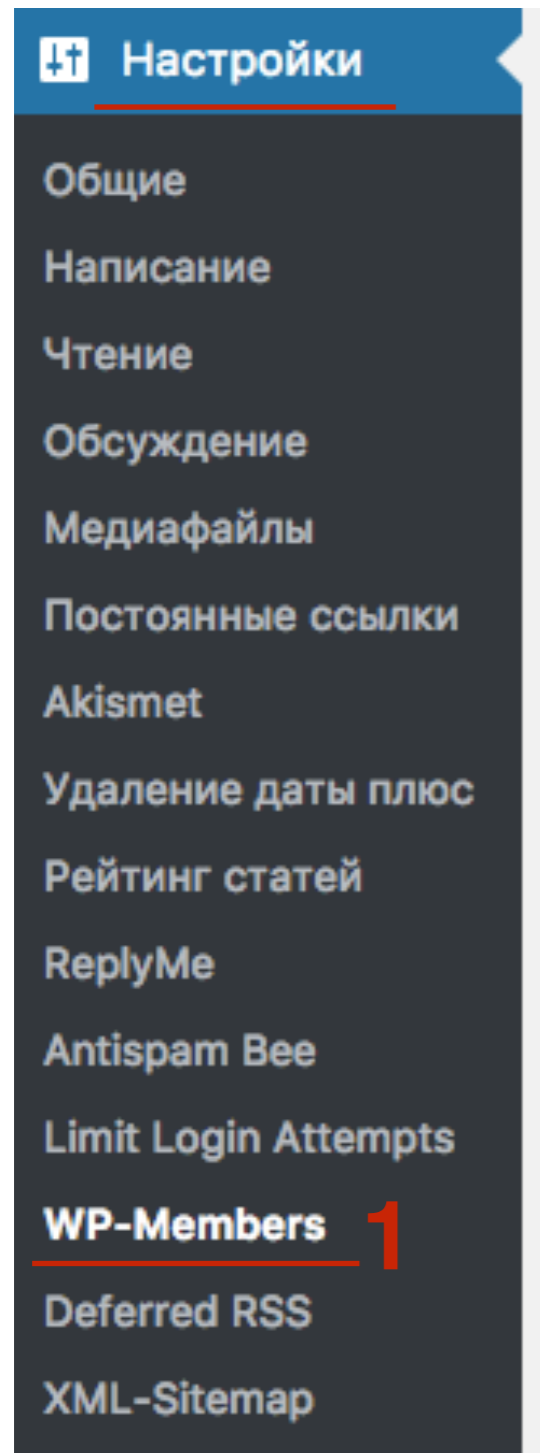 Настройки
Общие
Написание
Чтение
Обсуждение
Медиафайлы
Постоянные ссылки
Akismet
Удаление даты плюс
Рейтинг статей
ReplyMe
Antispam Bee
Limit Login Attempts
WP-Members 1
Deferred RSS
XML-Sitemap